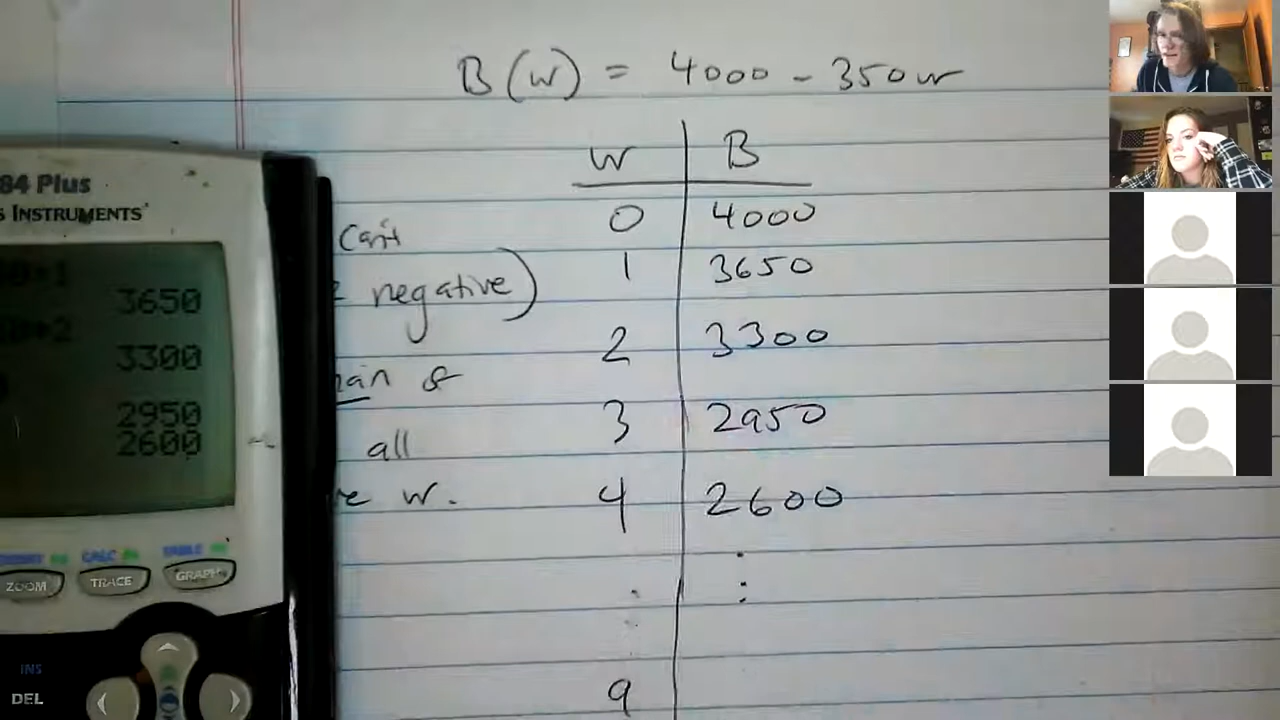 B(w) = 4000 - 350w
w B
0 4000
1 3650
2 3300
3 2950
4 2600
9
can't
negative)
&
all
w.
84 Plus
INSTRUMENTS
3650
3300
2950
2600
CALC
TABLE
ZOOM
TRACE
GRAPH
INS
DEL